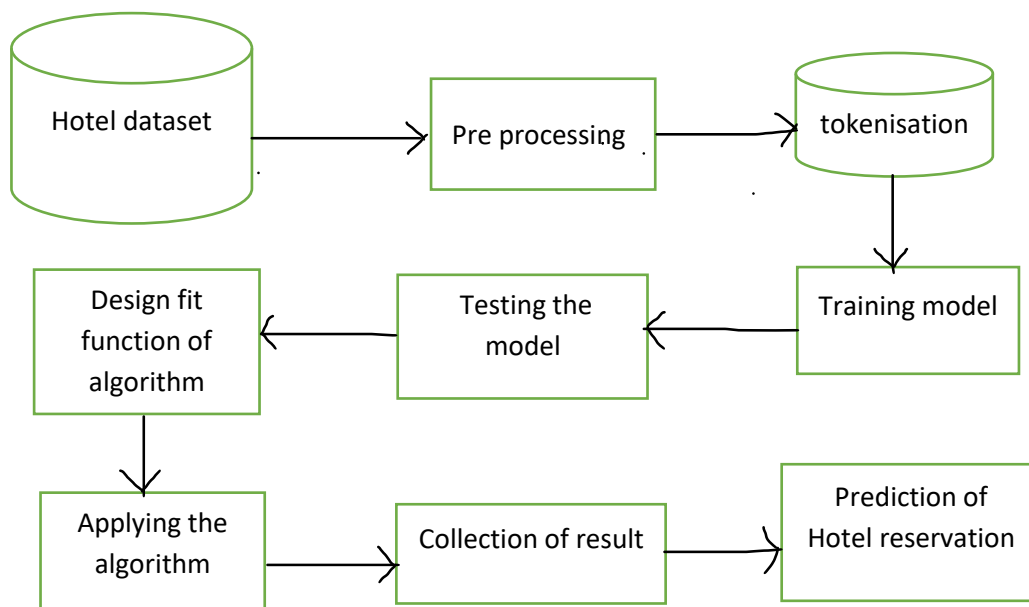 Hotel dataset
Pre processing
tokenisation
Training model
Testing the
model
Design fit
function of
algorithm
Applying the
algorithm
Collection of result
Prediction of
Hotel reservation